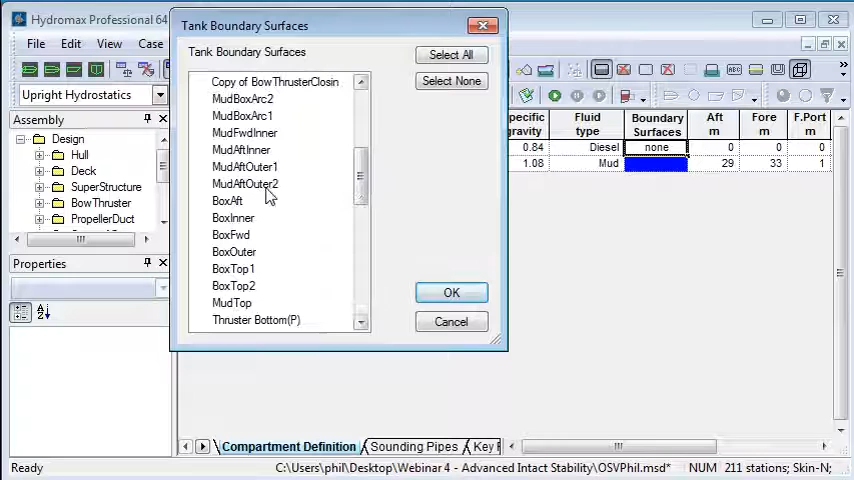 Hydromax Professional 64
Tank Boundary Surfaces
File Edit View Case
Upright Hydrostatics
Assembly
Design
Hull
Deck
SuperStructure
BowThruster
PropellerDuct
Properties
Tank Boundary Surfaces
Copy of BowThrusterClosin
MudBoxArc2
MudBoxArc1
MudFwdInner
MudAftInner
MudAftOuter1
MudAftOuter2
BoxAft
BoxInner
BoxFwd
BoxOuter
BoxTop1
BoxTop2
MudTop
Thruster Bottom(P)
Select All
Select None
OK
Cancel
Fluid Boundary Aft Fore F.Port
gravity type Surfaces m m m
0.84 Diesel none 0 0 0
1.08 Mud 29 33 1
Compartment Definition Sounding Pipes Key
Ready C:\Users\phil\Desktop\Webinar 4 - Advanced Intact Stability\OSVPhil.msd* NUM 211 stations; Skin-N;